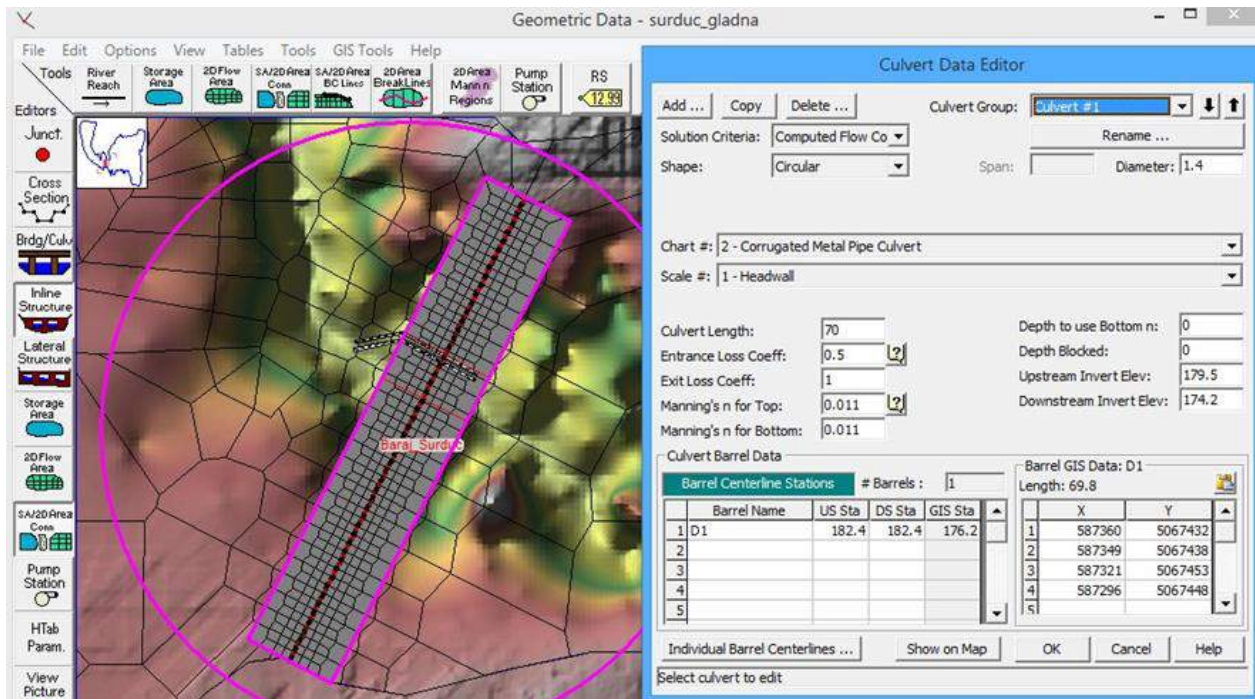 Geometric Data - surduc_gladna
File Edit Options View Tables Tools GIS Tools Help
Tools
Editors
River
Reach
Storage
Area
2D Flow
Area
SA/2D Area
Conn
SA/2D Area
BC Lines
2D Area
BreakLines
2D Area
Mann n
Regions
Pump
Station
RS
12.99
Junct.
Cross
Section
Brdg/Culv
Inline
Structure
Lateral
Structure
Storage
Area
2D Flow
Area
SA/2D Area
Conn
Pump
Station
HTab
Param.
View
Picture
Baraj_Surduc
Culvert Data Editor
Add ... Copy Delete ... Culvert Group: Culvert #1
Solution Criteria: Computed Flow Co Rename ...
Shape: Circular Span: Diameter: 1.4
Chart #: 2 - Corrugated Metal Pipe Culvert
Scale #: 1 - Headwall
Culvert Length: 70 Depth to use Bottom n: 0
Entrance Loss Coeff: 0.5 ? Depth Blocked: 0
Exit Loss Coeff: 1 Upstream Invert Elev: 179.5
Manning's n for Top: 0.011 ? Downstream Invert Elev: 174.2
Manning's n for Bottom: 0.011
Culvert Barrel Data
Barrel Centerline Stations # Barrels : 1
Barrel Name US Sta DS Sta GIS Sta
1 D1 182.4 182.4 176.2
2
3
4
5
Barrel GIS Data: D1
Length: 69.8
X Y
1 587360 5067432
2 587349 5067438
3 587321 5067453
4 587296 5067448
5
Individual Barrel Centerlines ... Show on Map OK Cancel Help
Select culvert to edit